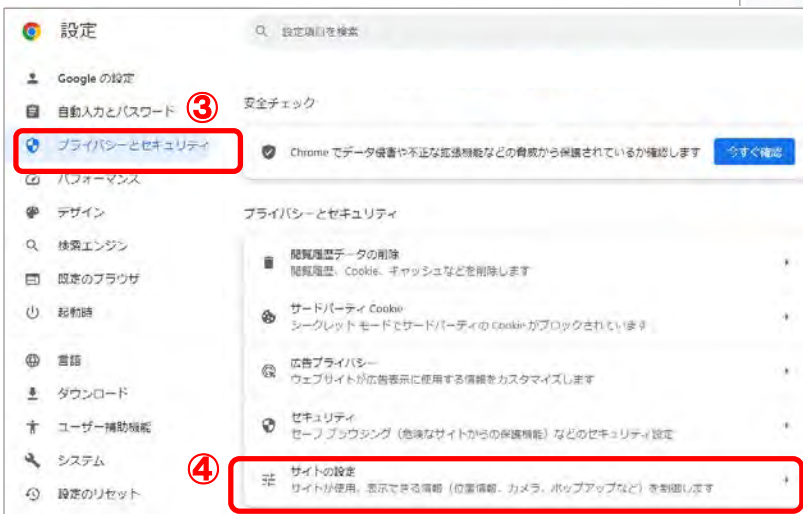 設定
設定項目を検索
Google の設定
自動入力とパスワード
③
プライバシーとセキュリティ
パフォーマンス
デザイン
検索エンジン
既定のブラウザ
起動時
言語
ダウンロード
ユーザー補助機能
システム
設定のリセット
安全チェック
Chrome でデータ侵害や不正な拡張機能などの脅威から保護されているか確認します
今すぐ確認
プライバシーとセキュリティ
閲覧履歴データの削除
閲覧履歴、Cookie、キャッシュなどを削除します
サードパーティ Cookie
シークレット モードでサードパーティの Cookie がブロックされています
広告プライバシー
ウェブサイトが広告表示に使用する情報をカスタマイズします
セキュリティ
セーフ ブラウジング（危険なサイトからの保護機能）などのセキュリティ設定
④
サイトの設定
サイトが使用、表示できる情報（位置情報、カメラ、ポップアップなど）を制御します